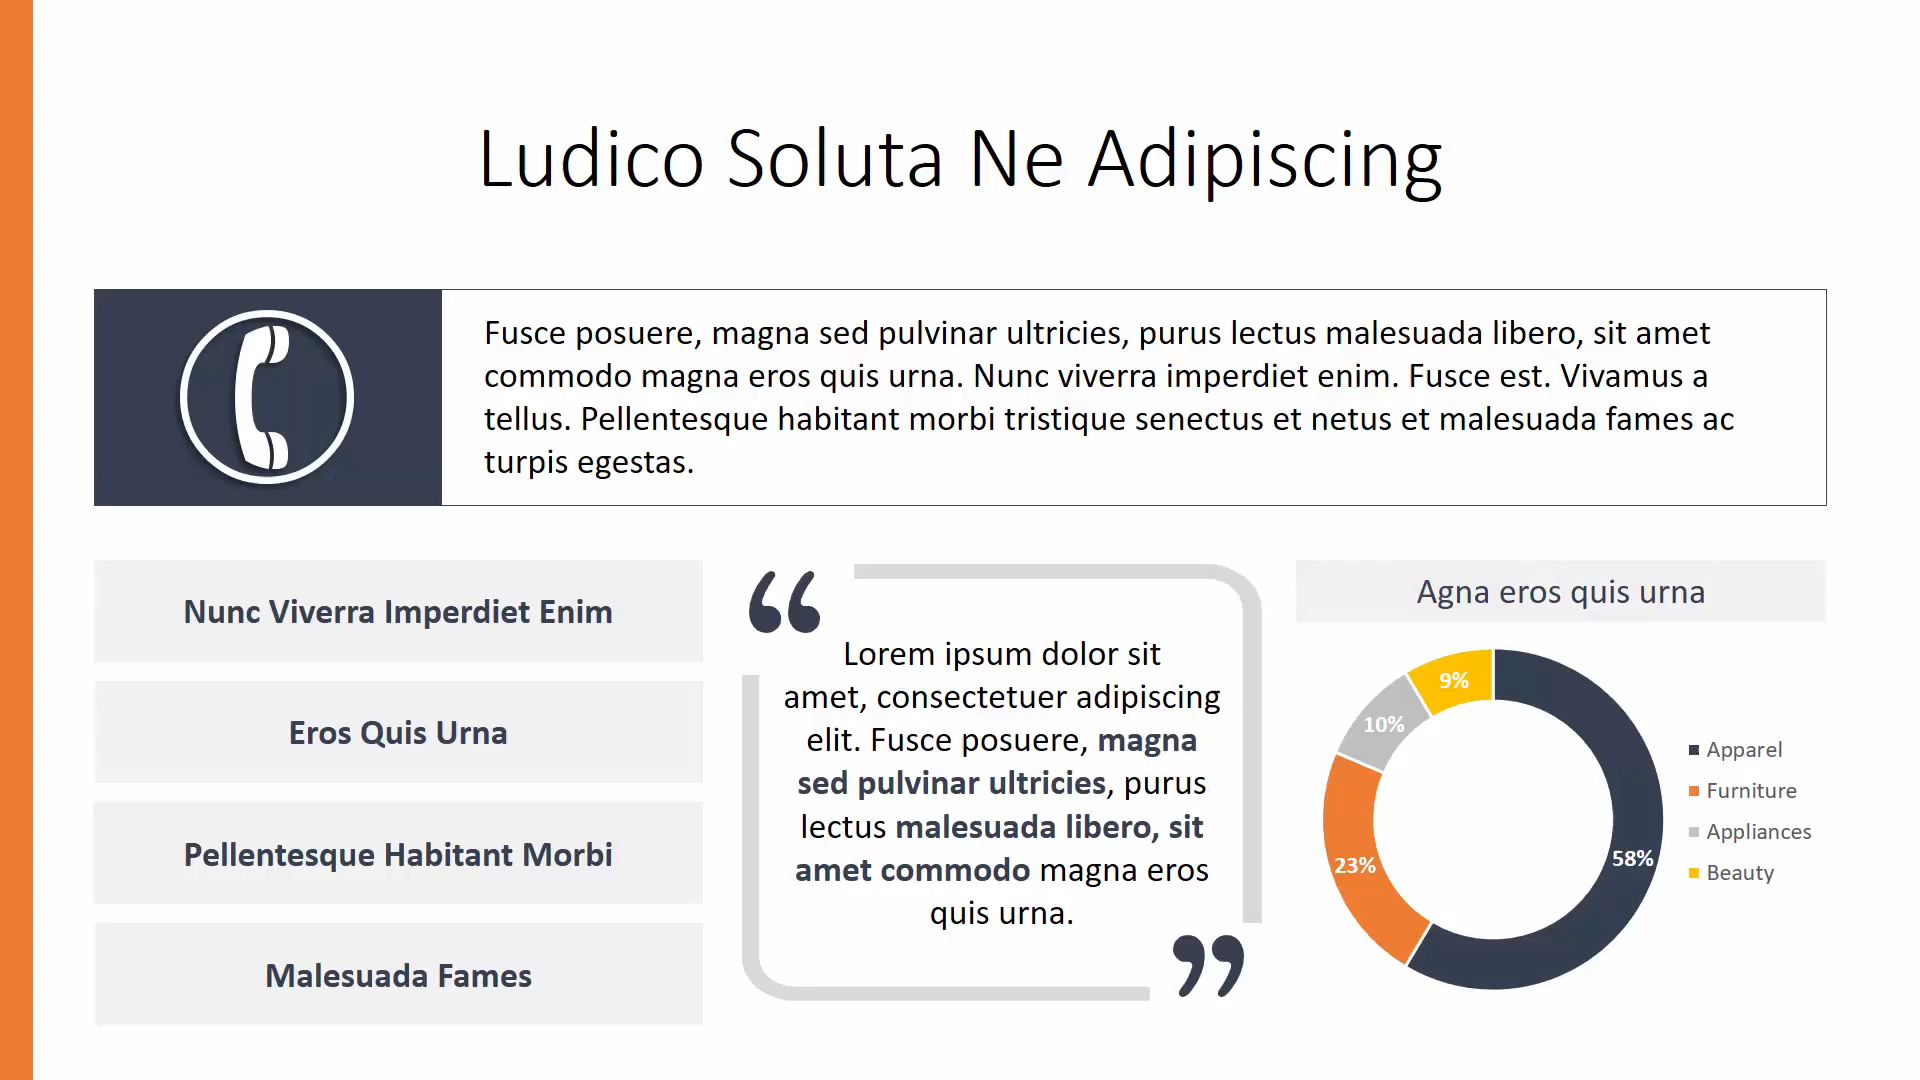 Ludico Soluta Ne Adipiscing
Fusce posuere, magna sed pulvinar ultricies, purus lectus malesuada libero, sit amet
commodo magna eros quis urna. Nunc viverra imperdiet enim. Fusce est. Vivamus a
tellus. Pellentesque habitant morbi tristique senectus et netus et malesuada fames ac
turpis egestas.
Nunc Viverra Imperdiet Enim
Eros Quis Urna
Pellentesque Habitant Morbi
Malesuada Fames
“
Lorem ipsum dolor sit
amet, consectetuer adipiscing
elit. Fusce posuere, magna
sed pulvinar ultricies, purus
lectus malesuada libero, sit
amet commodo magna eros
quis urna.
”
Agna eros quis urna
9%
10%
23%
58%
Apparel
Furniture
Appliances
Beauty